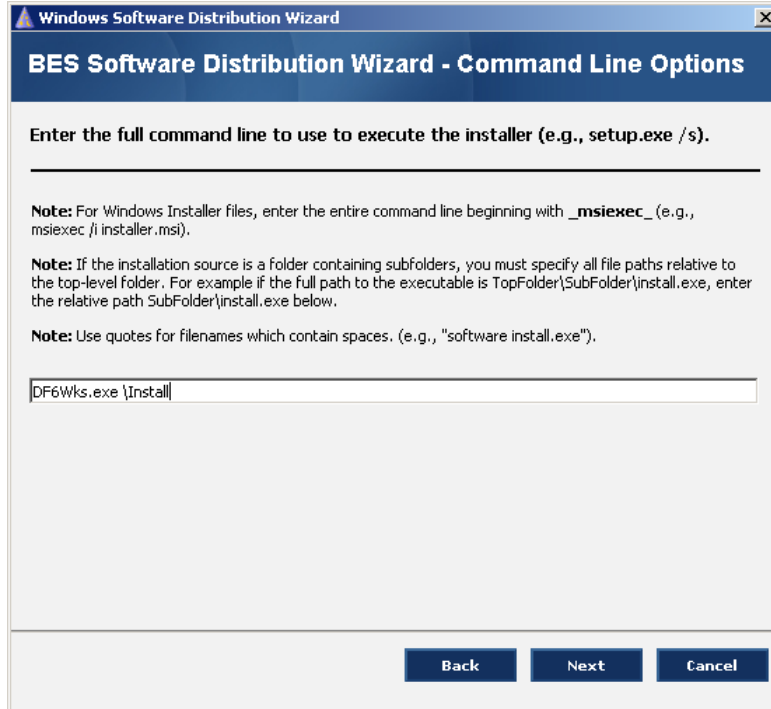 Windows Software Distribution Wizard
BES Software Distribution Wizard - Command Line Options
Enter the full command line to use to execute the installer (e.g., setup.exe /s).
Note: For Windows Installer files, enter the entire command line beginning with _msiexec_ (e.g.,
msiexec /i installer.msi).
Note: If the installation source is a folder containing subfolders, you must specify all file paths relative to
the top-level folder. For example if the full path to the executable is TopFolder\SubFolder\install.exe, enter
the relative path SubFolder\install.exe below.
Note: Use quotes for filenames which contain spaces. (e.g., "software install.exe").
DF6Wks.exe \Install
Back Next Cancel